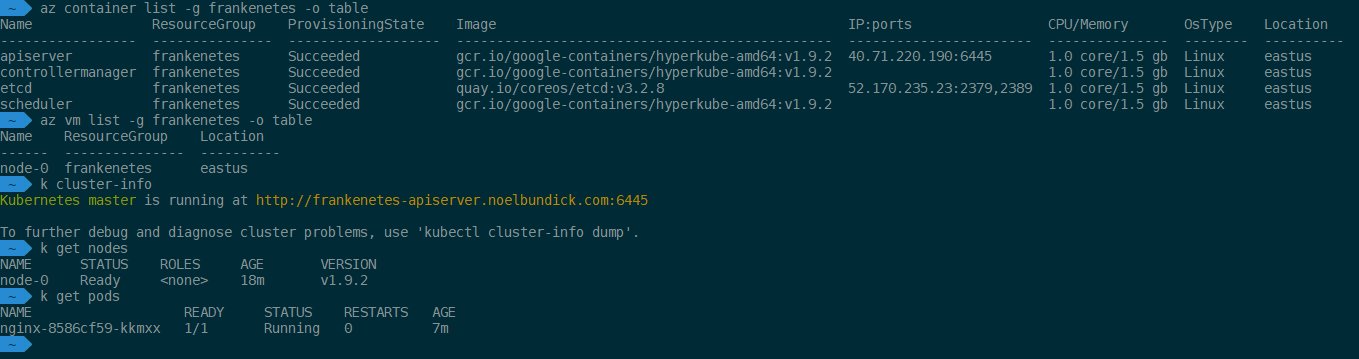 ~ az container list -g frankenetes -o table
Name               ResourceGroup    ProvisioningState    Image                                           IP:ports                 CPU/Memory       OsType    Location
-----------------  ---------------  -------------------  ----------------------------------------------  -----------------------  ---------------  --------  ----------
apiserver          frankenetes      Succeeded            gcr.io/google-containers/hyperkube-amd64:v1.9.2  40.71.220.190:6445       1.0 core/1.5 gb  Linux     eastus
controllermanager  frankenetes      Succeeded            gcr.io/google-containers/hyperkube-amd64:v1.9.2                           1.0 core/1.5 gb  Linux     eastus
etcd               frankenetes      Succeeded            quay.io/coreos/etcd:v3.2.8                      52.170.235.23:2379,2389  1.0 core/1.5 gb  Linux     eastus
scheduler          frankenetes      Succeeded            gcr.io/google-containers/hyperkube-amd64:v1.9.2                           1.0 core/1.5 gb  Linux     eastus
~ az vm list -g frankenetes -o table
Name    ResourceGroup    Location
------  ---------------  ----------
node-0  frankenetes      eastus
~ k cluster-info
Kubernetes master is running at http://frankenetes-apiserver.noelbundick.com:6445
To further debug and diagnose cluster problems, use 'kubectl cluster-info dump'.
~ k get nodes
NAME      STATUS    ROLES     AGE       VERSION
node-0    Ready     <none>    18m       v1.9.2
~ k get pods
NAME                   READY     STATUS    RESTARTS   AGE
nginx-8586cf59-kkmxx   1/1       Running   0          7m
~